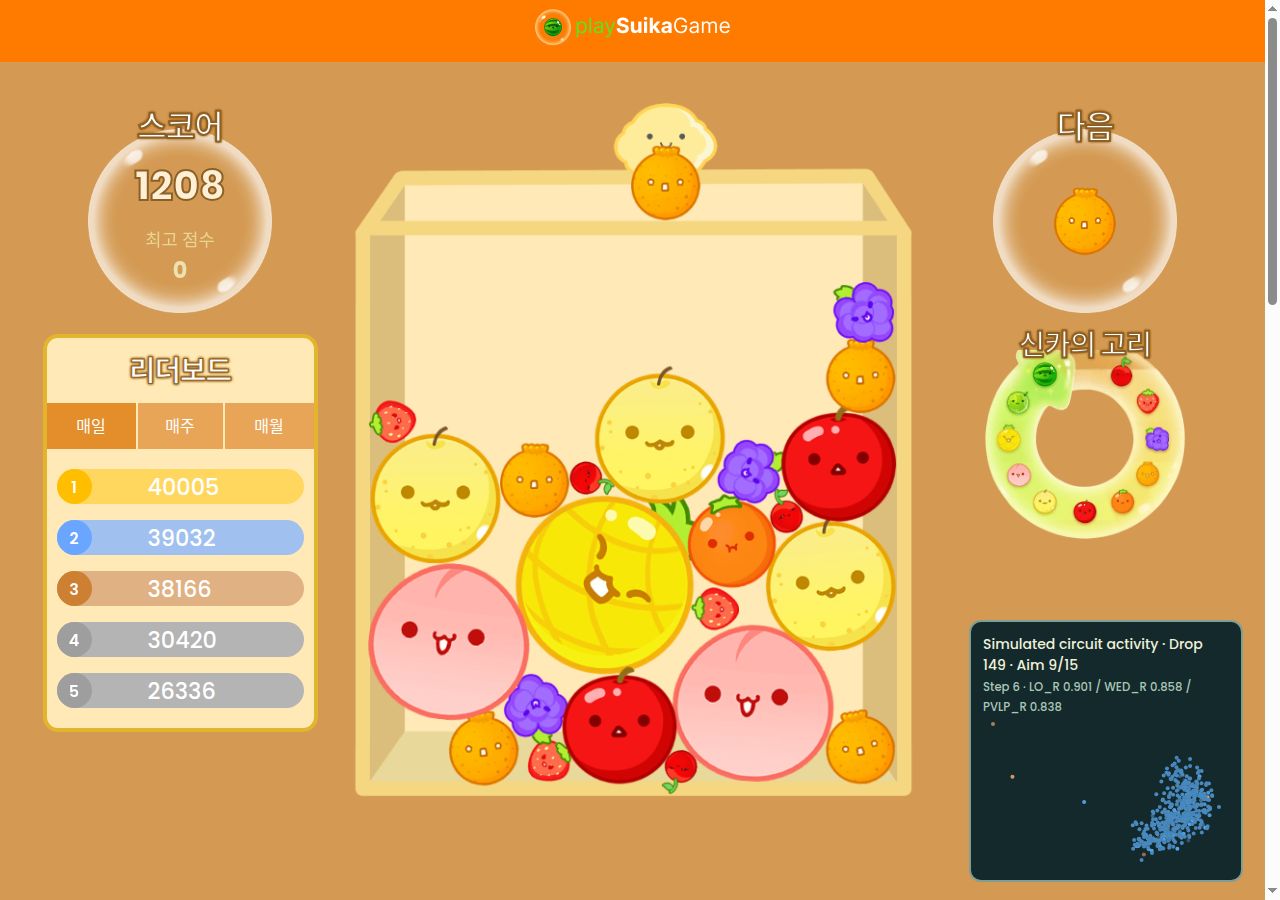 playSuikaGame
스코어
1208
최고 점수
0
다음
신카의 고리
리더보드
매일 매주 매월
1 40005
2 39032
3 38166
4 30420
5 26336
Simulated circuit activity · Drop
149 · Aim 9/15
Step 6 · LO_R 0.901 / WED_R 0.858 /
PVLP_R 0.838